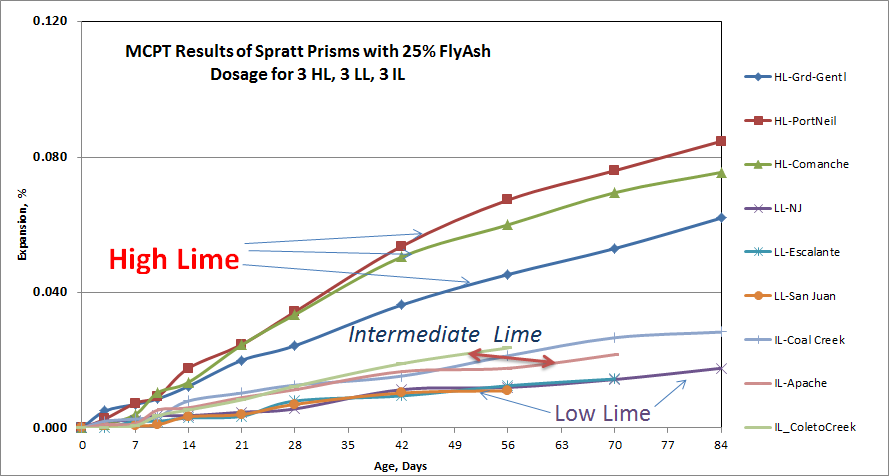 MCPT Results of Spratt Prisms with 25% FlyAsh
Dosage for 3 HL, 3 LL, 3 IL
0.120
0.080
0.040
0.000
Expansion, %
High Lime
Intermediate Lime
Low Lime
0 7 14 21 28 35 42 49 56 63 70 77 84
Age, Days
HL-Grd-Gentl
HL-PortNeil
HL-Comanche
LL-NJ
LL-Escalante
LL-San Juan
IL-Coal Creek
IL-Apache
IL_ColetoCreek